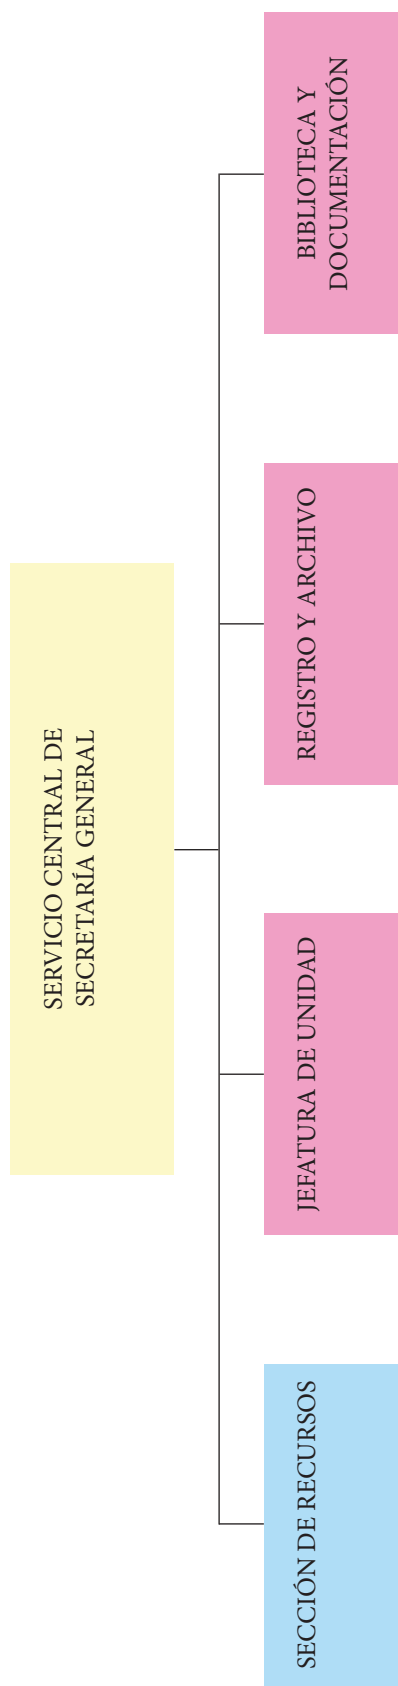 SERVICIO CENTRAL DE
SECRETARÍA GENERAL
SECCIÓN DE RECURSOS
JEFATURA DE UNIDAD
REGISTRO Y ARCHIVO
BIBLIOTECA Y
DOCUMENTACIÓN